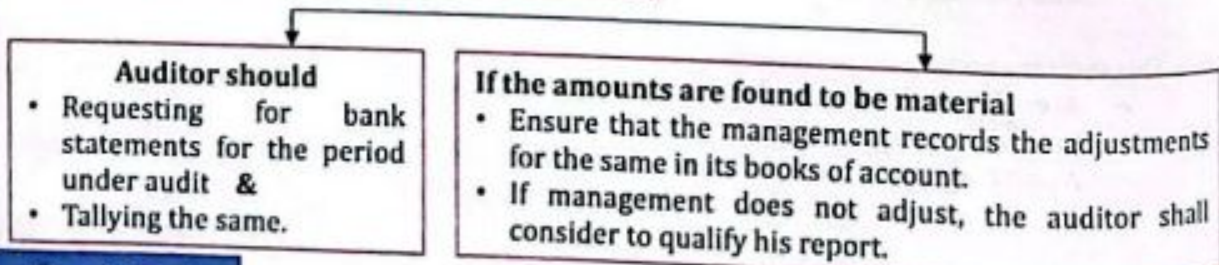 Auditor should
• Requesting for bank
statements for the period
under audit &
• Tallying the same.
If the amounts are found to be material
• Ensure that the management records the adjustments
for the same in its books of account.
• If management does not adjust, the auditor shall
consider to qualify his report.